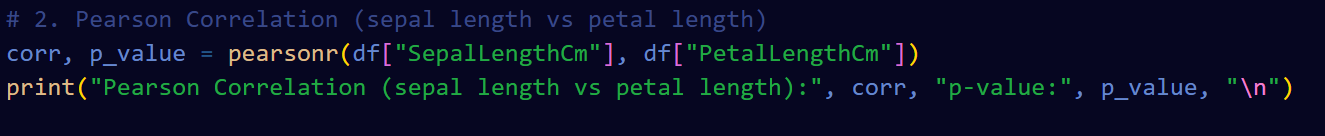 # 2. Pearson Correlation (sepal length vs petal length)
corr, p_value = pearsonr(df["SepalLengthCm"], df["PetalLengthCm"])
print("Pearson Correlation (sepal length vs petal length):", corr, "p-value:", p_value, "\n")